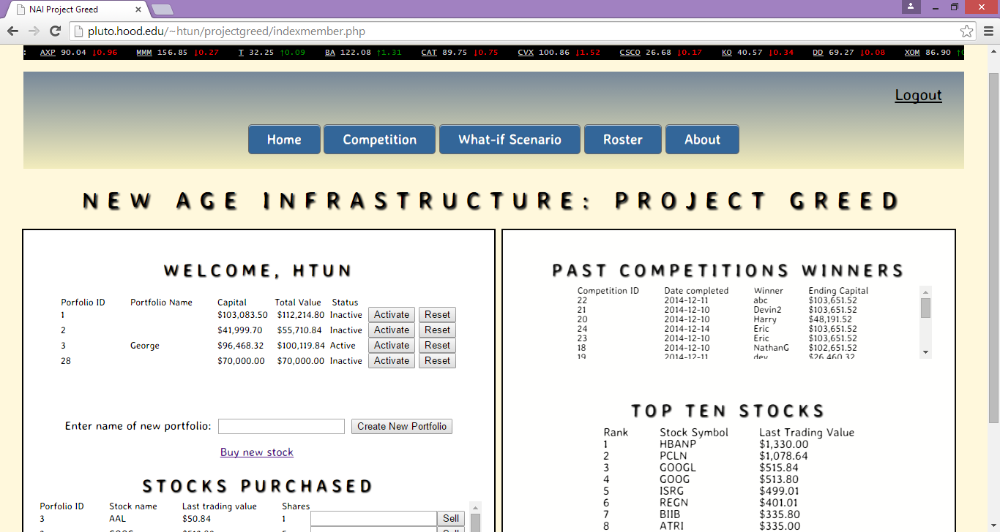 NAI Project Greed
pluto.hood.edu/~htun/projectgreed/indexmember.php
: AXP 90.04 ↓0.96 MMM 156.85 ↓0.27 T 32.25 ↑0.09 BA 122.08 ↑1.31 CAT 89.75 ↓0.75 CVX 100.86 ↓1.52 CSCO 26.68 ↓0.17 KO 40.57 ↓0.34 DD 69.27 ↓0.08 XOM 86.90
Logout
Home Competition What-if Scenario Roster About
NEW AGE INFRASTRUCTURE: PROJECT GREED
WELCOME, HTUN
Porfolio ID Portfolio Name Capital Total Value Status
1 $103,083.50 $112,214.80 Inactive Activate Reset
2 $41,999.70 $55,710.84 Inactive Activate Reset
3 George $96,468.32 $100,119.84 Active Activate Reset
28 $70,000.00 $70,000.00 Inactive Activate Reset
Enter name of new portfolio: Create New Portfolio
Buy new stock
STOCKS PURCHASED
Porfolio ID Stock name Last trading value Shares
3 AAL $50.84 1 Sell
PAST COMPETITIONS WINNERS
Competition ID Date completed Winner Ending Capital
22 2014-12-11 abc $103,651.52
21 2014-12-10 Devin2 $103,651.52
20 2014-12-10 Harry $48,191.52
24 2014-12-14 Eric $103,651.52
23 2014-12-10 Eric $103,651.52
18 2014-12-10 NathanG $102,651.52
19 2014-12-11 dev $26,460.32
TOP TEN STOCKS
Rank Stock Symbol Last Trading Value
1 HBANP $1,330.00
2 PCLN $1,078.64
3 GOOGL $515.84
4 GOOG $513.80
5 ISRG $499.01
6 REGN $401.01
7 BIIB $335.80
8 ATRI $335.00